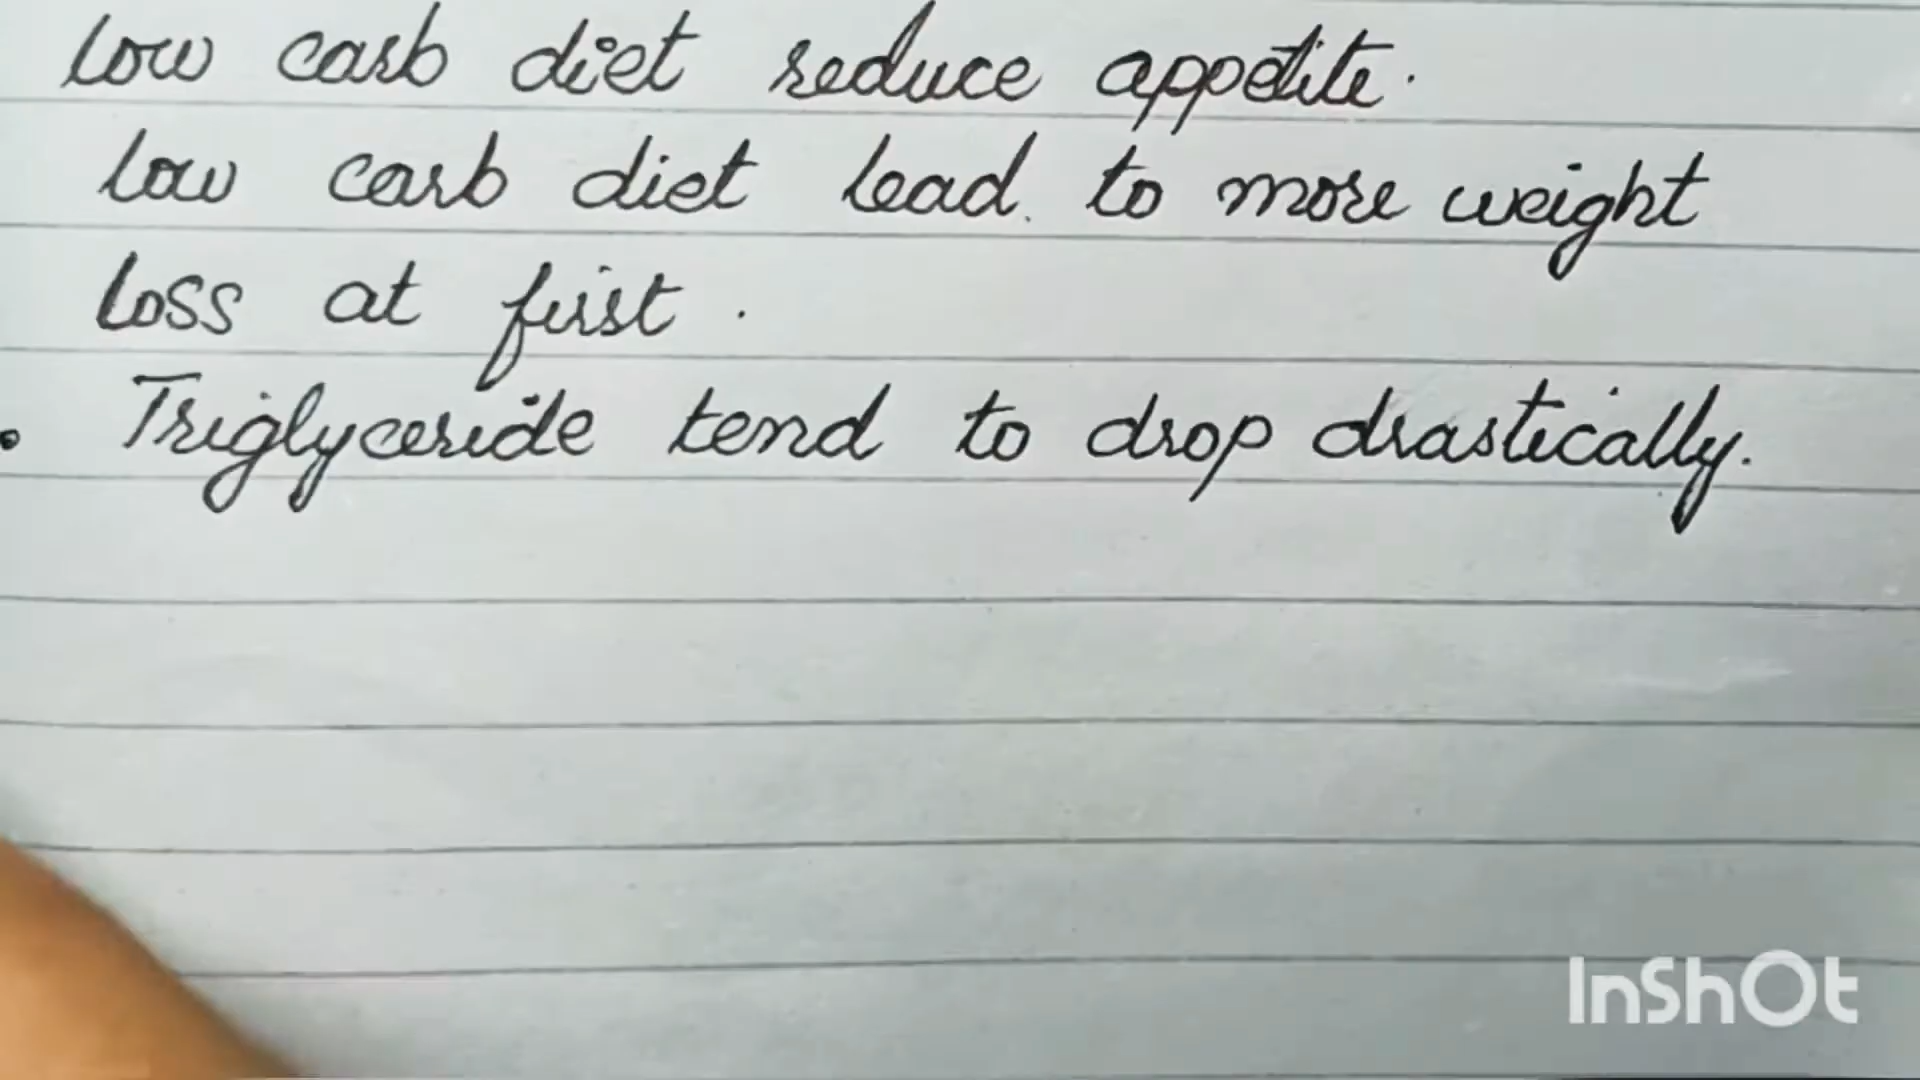 low carb diet reduce appetite.
low carb diet lead to more weight
loss at first.
• Triglyceride tend to drop drastically.
InShOt